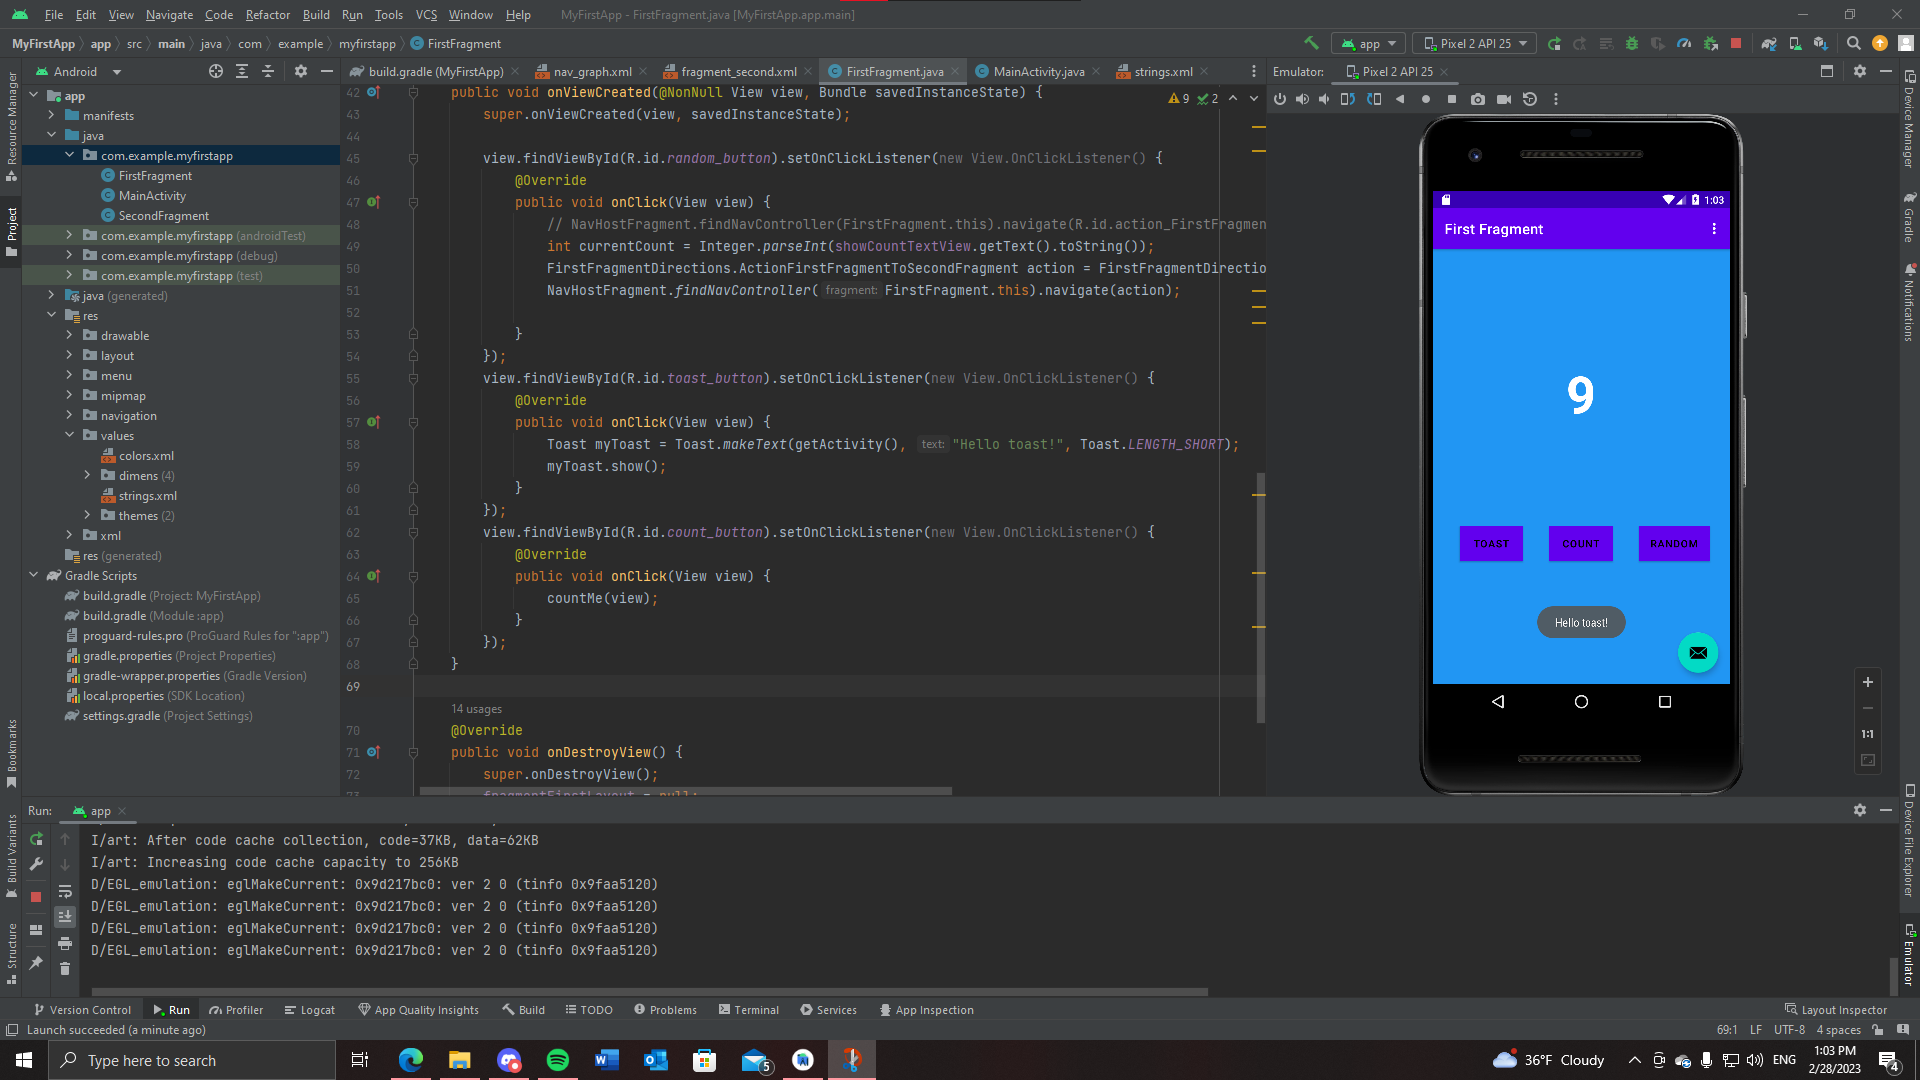 File Edit View Navigate Code Refactor Build Run Tools VCS Window Help MyFirstApp - FirstFragment.java [MyFirstApp.app.main]
MyFirstApp app src main java com example myfirstapp FirstFragment app Pixel 2 API 25
Android
build.gradle (MyFirstApp) nav_graph.xml fragment_second.xml FirstFragment.java MainActivity.java strings.xml
Emulator: Pixel 2 API 25
Resource Manager
Project
Bookmarks
Build Variants
Structure
app
manifests
java
com.example.myfirstapp
FirstFragment
MainActivity
SecondFragment
com.example.myfirstapp (androidTest)
com.example.myfirstapp (debug)
com.example.myfirstapp (test)
java (generated)
res
drawable
layout
menu
mipmap
navigation
values
colors.xml
dimens (4)
strings.xml
themes (2)
xml
res (generated)
Gradle Scripts
build.gradle (Project: MyFirstApp)
build.gradle (Module :app)
proguard-rules.pro (ProGuard Rules for ":app")
gradle.properties (Project Properties)
gradle-wrapper.properties (Gradle Version)
local.properties (SDK Location)
settings.gradle (Project Settings)
9 2
42 public void onViewCreated(@NonNull View view, Bundle savedInstanceState) {
43 super.onViewCreated(view, savedInstanceState);
44
45 view.findViewById(R.id.random_button).setOnClickListener(new View.OnClickListener() {
46 @Override
47 public void onClick(View view) {
48 // NavHostFragment.findNavController(FirstFragment.this).navigate(R.id.action_FirstFragmen
49 int currentCount = Integer.parseInt(showCountTextView.getText().toString());
50 FirstFragmentDirections.ActionFirstFragmentToSecondFragment action = FirstFragmentDirectio
51 NavHostFragment.findNavController( fragment: FirstFragment.this).navigate(action);
52
53 }
54 });
55 view.findViewById(R.id.toast_button).setOnClickListener(new View.OnClickListener() {
56 @Override
57 public void onClick(View view) {
58 Toast myToast = Toast.makeText(getActivity(), text: "Hello toast!", Toast.LENGTH_SHORT);
59 myToast.show();
60 }
61 });
62 view.findViewById(R.id.count_button).setOnClickListener(new View.OnClickListener() {
63 @Override
64 public void onClick(View view) {
65 countMe(view);
66 }
67 });
68 }
69
14 usages
70 @Override
71 public void onDestroyView() {
72 super.onDestroyView();
73 fragmentFirstLayout = null;
1:03
First Fragment
9
TOAST COUNT RANDOM
Hello toast!
1:1
Device Manager
Gradle
Notifications
Device File Explorer
Emulator
Run: app
I/art: After code cache collection, code=37KB, data=62KB
I/art: Increasing code cache capacity to 256KB
D/EGL_emulation: eglMakeCurrent: 0x9d217bc0: ver 2 0 (tinfo 0x9faa5120)
D/EGL_emulation: eglMakeCurrent: 0x9d217bc0: ver 2 0 (tinfo 0x9faa5120)
D/EGL_emulation: eglMakeCurrent: 0x9d217bc0: ver 2 0 (tinfo 0x9faa5120)
D/EGL_emulation: eglMakeCurrent: 0x9d217bc0: ver 2 0 (tinfo 0x9faa5120)
Version Control Run Profiler Logcat App Quality Insights Build TODO Problems Terminal Services App Inspection Layout Inspector
Launch succeeded (a minute ago) 69:1 LF UTF-8 4 spaces
Type here to search 5 36°F Cloudy ENG 1:03 PM
2/28/2023 4